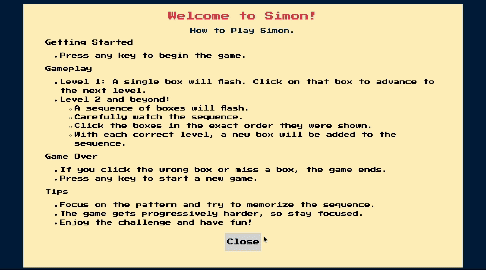 Welcome to Simon!
How to Play Simon.
Getting Started
Press any key to begin the game.
Gameplay
Level 1: A single box will flash. Click on that box to advance to
the next level.
Level 2 and beyond:
A sequence of boxes will flash.
Carefully match the sequence.
Click the boxes in the exact order they were shown.
With each correct level, a new box will be added to the
sequence.
Game Over
If you click the wrong box or miss a box, the game ends.
Press any key to start a new game.
Tips
Focus on the pattern and try to memorize the sequence.
The game gets progressively harder, so stay focused.
Enjoy the challenge and have fun!
Close